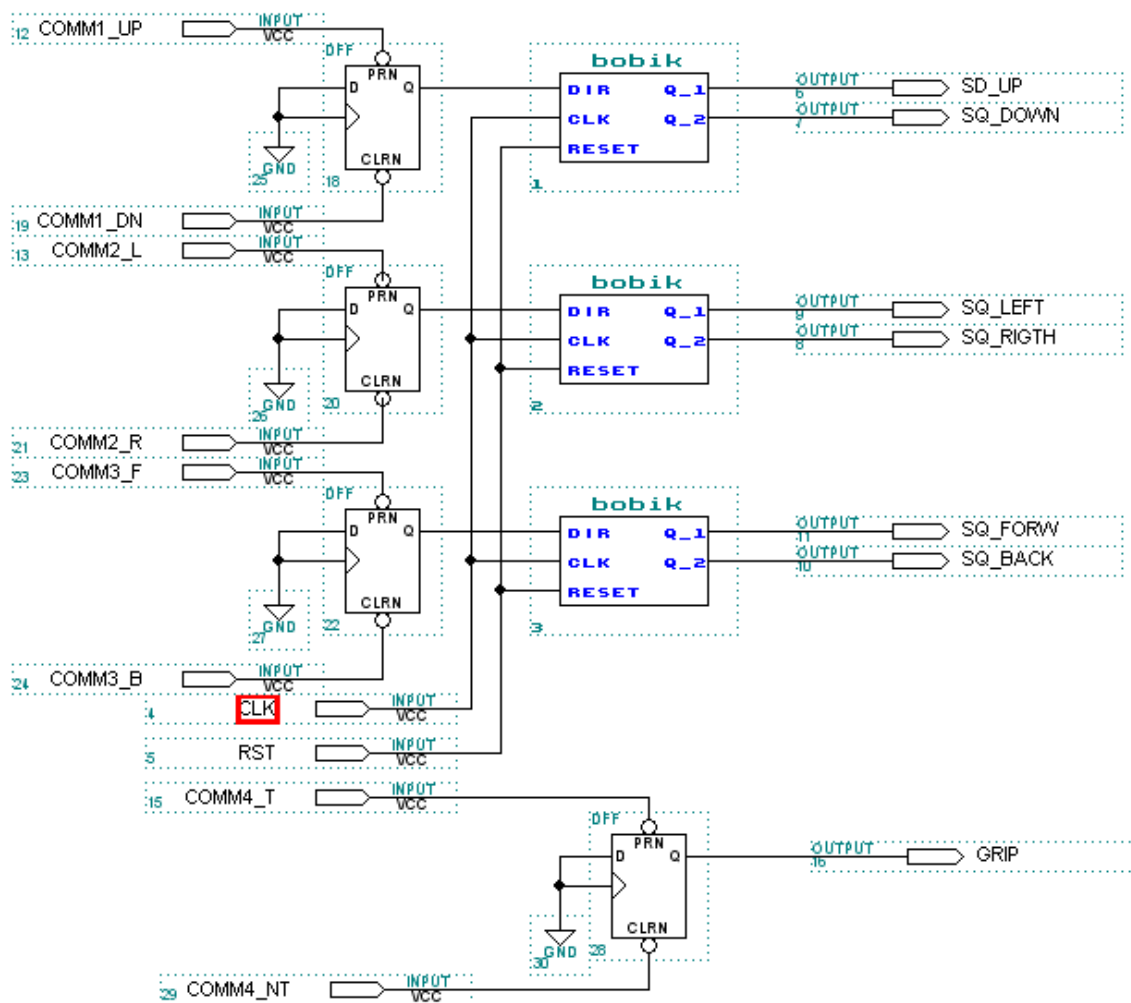 12 COMM1_UP INPUT VCC
DFF
PRN
D Q
CLRN
GND
25
18
bobik
DIR Q_1
CLK Q_2
RESET
1
OUTPUT 6 SD_UP
OUTPUT 7 SQ_DOWN
19 COMM1_DN INPUT VCC
13 COMM2_L INPUT VCC
DFF
PRN
D Q
CLRN
GND
26
20
bobik
DIR Q_1
CLK Q_2
RESET
2
OUTPUT 9 SQ_LEFT
OUTPUT 8 SQ_RIGTH
21 COMM2_R INPUT VCC
23 COMM3_F INPUT VCC
DFF
PRN
D Q
CLRN
GND
27
22
bobik
DIR Q_1
CLK Q_2
RESET
3
OUTPUT 11 SQ_FORW
OUTPUT 10 SQ_BACK
24 COMM3_B INPUT VCC
4 CLK INPUT VCC
5 RST INPUT VCC
15 COMM4_T INPUT VCC
DFF
PRN
D Q
CLRN
GND
30
28
OUTPUT 16 GRIP
29 COMM4_NT INPUT VCC